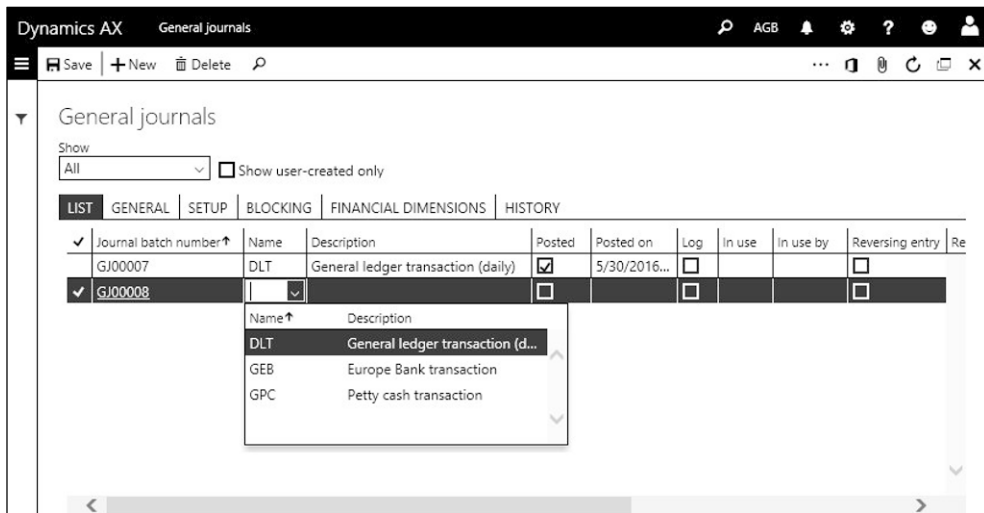 Dynamics AX General journals AGB ?
Save New Delete
General journals
Show
All Show user-created only
LIST GENERAL SETUP BLOCKING FINANCIAL DIMENSIONS HISTORY
Journal batch number Name Description Posted Posted on Log In use In use by Reversing entry Re
GJ00007 DLT General ledger transaction (daily) 5/30/2016...
GJ00008
Name Description
DLT General ledger transaction (d...
GEB Europe Bank transaction
GPC Petty cash transaction